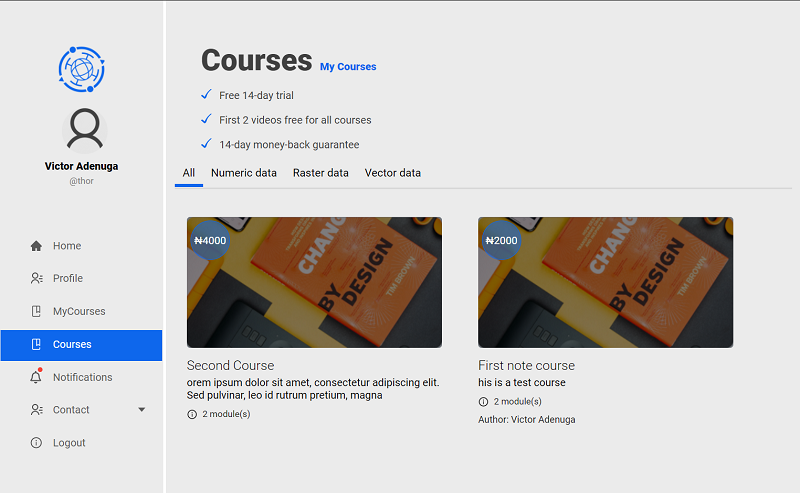 Victor Adenuga
@thor
Home
Profile
MyCourses
Courses
Notifications
Contact
Logout
Courses My Courses
Free 14-day trial
First 2 videos free for all courses
14-day money-back guarantee
All Numeric data Raster data Vector data
₦4000
CHANG
BY
DESIGN
TIM BROWN
Second Course
orem ipsum dolor sit amet, consectetur adipiscing elit.
Sed pulvinar, leo id rutrum pretium, magna
2 module(s)
₦2000
CHANG
BY
DESIGN
TIM BROWN
First note course
his is a test course
2 module(s)
Author: Victor Adenuga